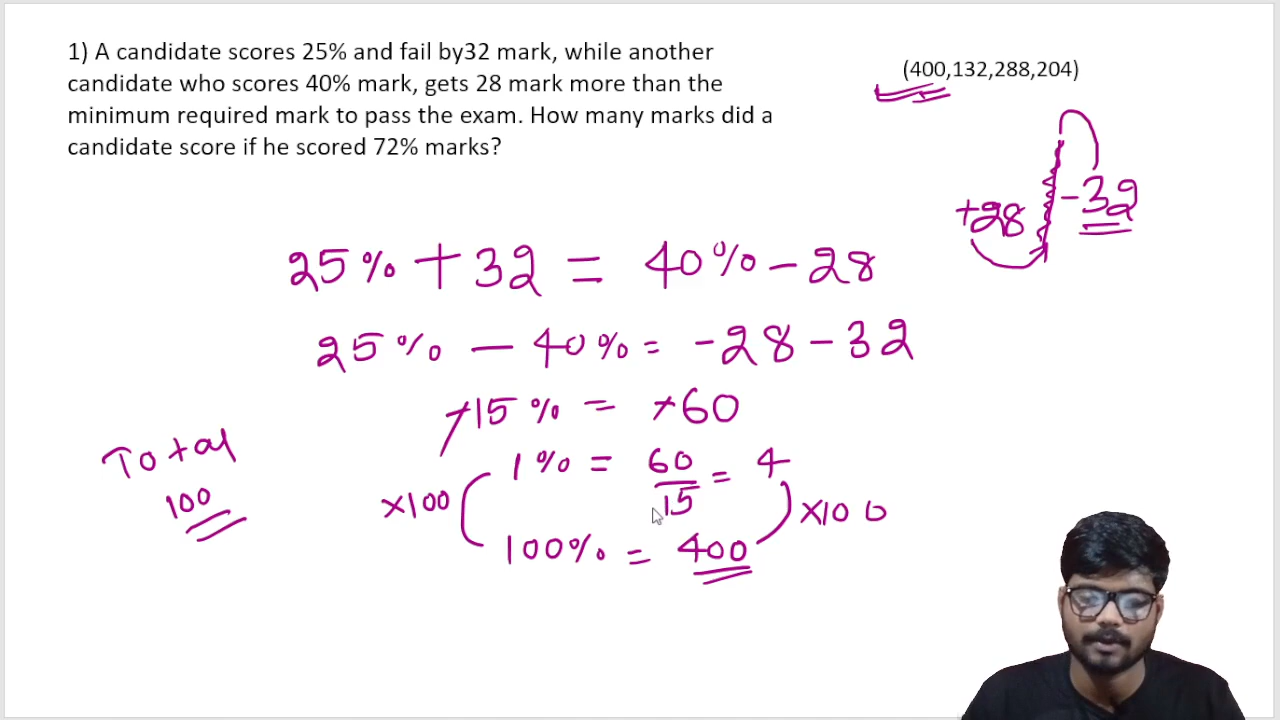 1) A candidate scores 25% and fail by32 mark, while another
candidate who scores 40% mark, gets 28 mark more than the
minimum required mark to pass the exam. How many marks did a
candidate score if he scored 72% marks?
(400,132,288,204)
+28
-32
25% + 32 = 40% - 28
25% - 40% = -28 - 32
+15% = +60
1% = 60/15 = 4
Total
100
×100
×100
100% = 400